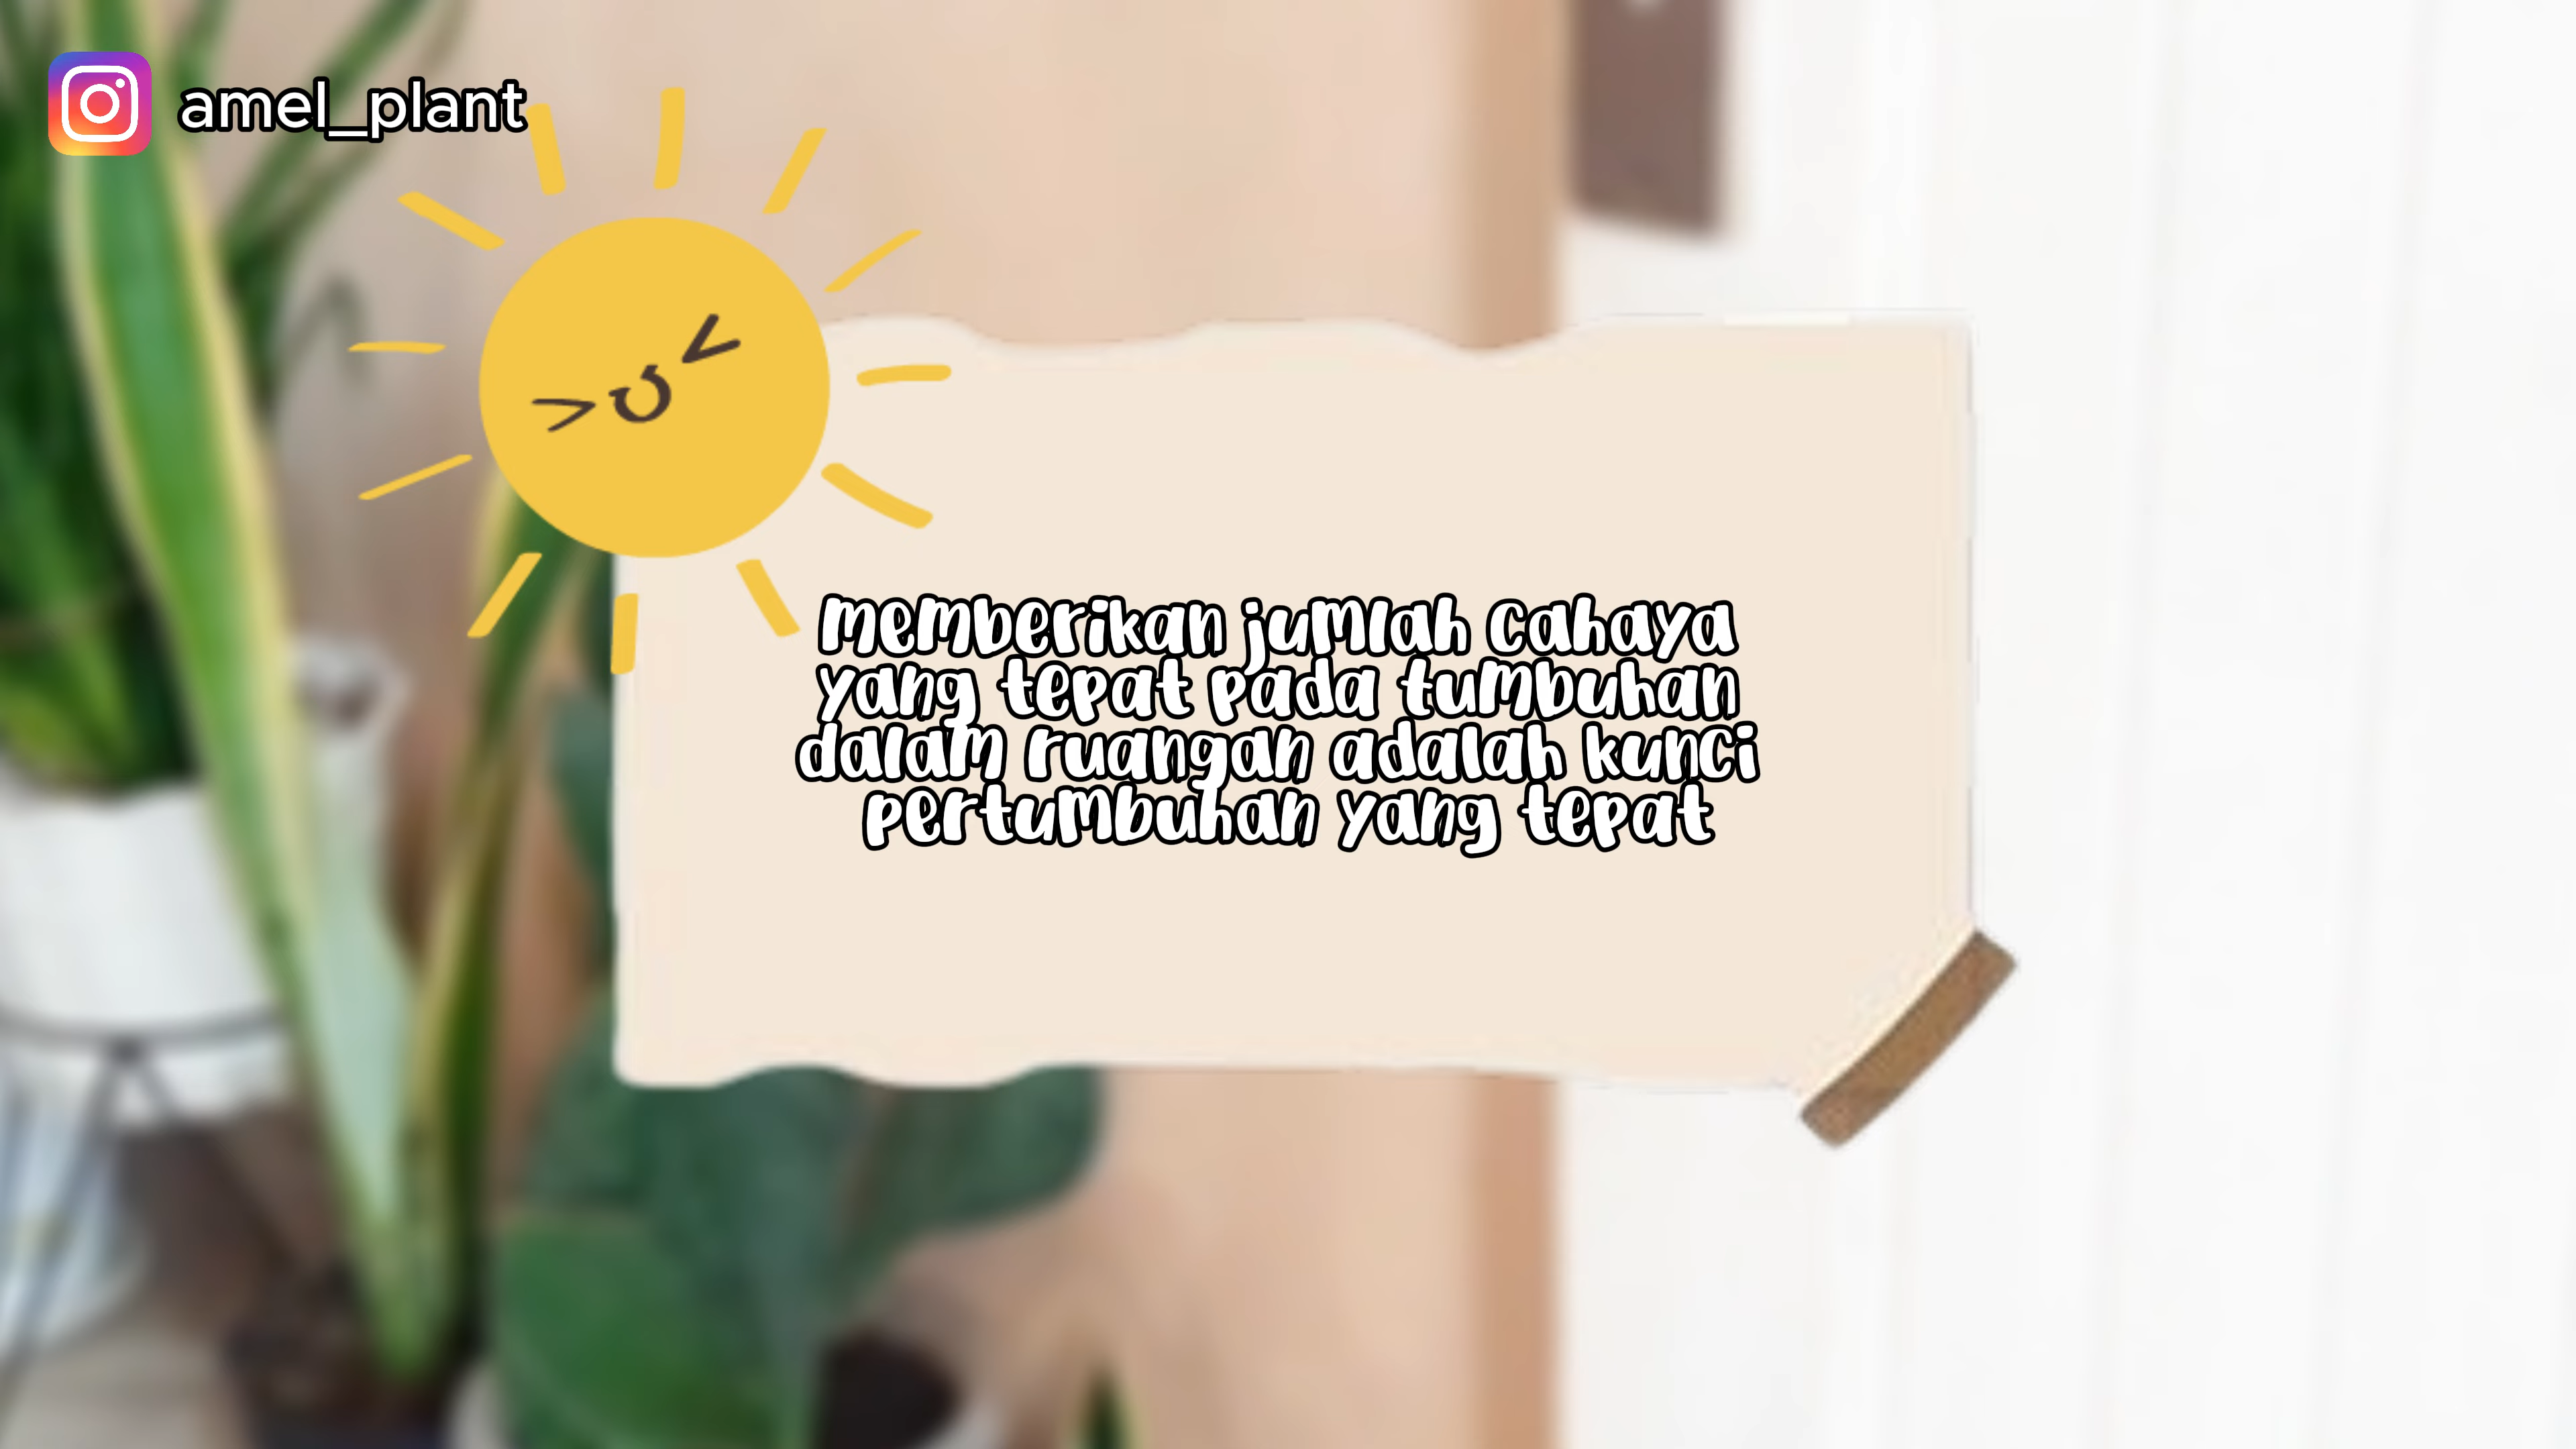 amel_plant
memberikan jumlah cahaya
yang tepat pada tumbuhan
dalam ruangan adalah kunci
pertumbuhan yang tepat